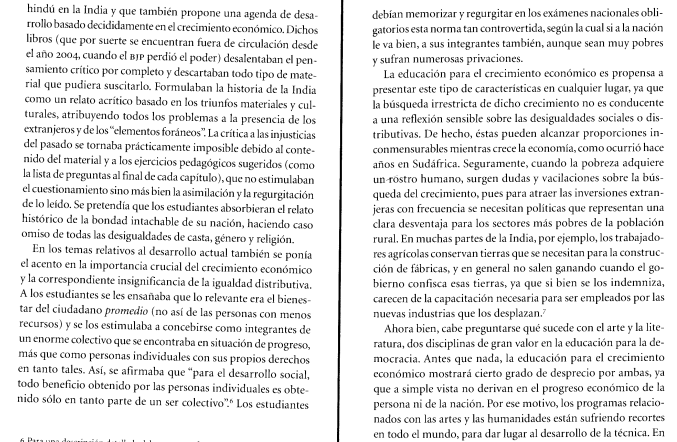 hindú en la India y que también propone una agenda de desa-
rrollo basado decididamente en el crecimiento económico. Dichos
libros (que por suerte se encuentran fuera de circulación desde
el año 2004, cuando el BJP perdió el poder) desalentaban el pen-
samiento crítico por completo y descartaban todo tipo de mate-
rial que pudiera suscitarlo. Formulaban la historia de la India
como un relato acrítico basado en los triunfos materiales y cul-
turales, atribuyendo todos los problemas a la presencia de los
extranjeros y de los "elementos foráneos". La crítica a las injusticias
del pasado se tornaba prácticamente imposible debido al conte-
nido del material y a los ejercicios pedagógicos sugeridos (como
la lista de preguntas al final de cada capítulo), que no estimulaban
el cuestionamiento sino más bien la asimilación y la regurgitación
de lo leído. Se pretendía que los estudiantes absorbieran el relato
histórico de la bondad intachable de su nación, haciendo caso
omiso de todas las desigualdades de casta, género y religión.
En los temas relativos al desarrollo actual también se ponía
el acento en la importancia crucial del crecimiento económico
y la correspondiente insignificancia de la igualdad distributiva.
A los estudiantes se les ensañaba que lo relevante era el bienes-
tar del ciudadano promedio (no así de las personas con menos
recursos) y se los estimulaba a concebirse como integrantes de
un enorme colectivo que se encontraba en situación de progreso,
más que como personas individuales con sus propios derechos
en tanto tales. Así, se afirmaba que "para el desarrollo social,
todo beneficio obtenido por las personas individuales es obte-
nido sólo en tanto parte de un ser colectivo".6 Los estudiantes
debían memorizar y regurgitar en los exámenes nacionales obli-
gatorios esta norma tan controvertida, según la cual si a la nación
le va bien, a sus integrantes también, aunque sean muy pobres
y sufran numerosas privaciones.
La educación para el crecimiento económico es propensa a
presentar este tipo de características en cualquier lugar, ya que
la búsqueda irrestricta de dicho crecimiento no es conducente
a una reflexión sensible sobre las desigualdades sociales o dis-
tributivas. De hecho, éstas pueden alcanzar proporciones in-
conmensurables mientras crece la economía, como ocurrió hace
años en Sudáfrica. Seguramente, cuando la pobreza adquiere
un rostro humano, surgen dudas y vacilaciones sobre la bús-
queda del crecimiento, pues para atraer las inversiones extran-
jeras con frecuencia se necesitan políticas que representan una
clara desventaja para los sectores más pobres de la población
rural. En muchas partes de la India, por ejemplo, los trabajado-
res agrícolas conservan tierras que se necesitan para la construc-
ción de fábricas, y en general no salen ganando cuando el go-
bierno confisca esas tierras, ya que si bien se los indemniza,
carecen de la capacitación necesaria para ser empleados por las
nuevas industrias que los desplazan.7
Ahora bien, cabe preguntarse qué sucede con el arte y la lite-
ratura, dos disciplinas de gran valor en la educación para la de-
mocracia. Antes que nada, la educación para el crecimiento
económico mostrará cierto grado de desprecio por ambas, ya
que a simple vista no derivan en el progreso económico de la
persona ni de la nación. Por ese motivo, los programas relacio-
nados con las artes y las humanidades están sufriendo recortes
en todo el mundo, para dar lugar al desarrollo de la técnica. En